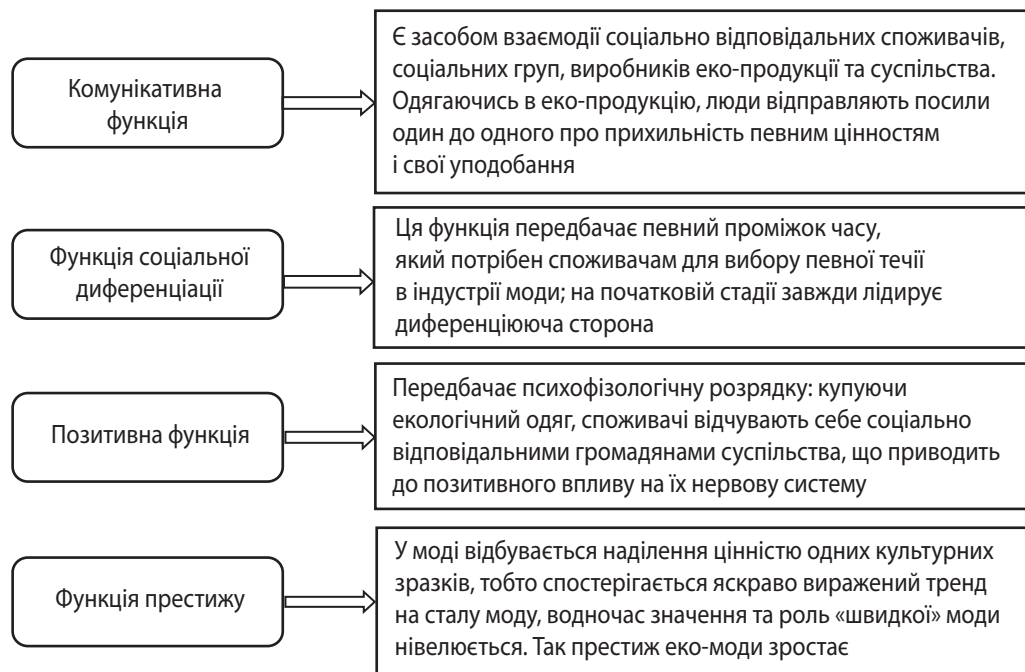 Комунікативна
функція
Є засобом взаємодії соціально відповідальних споживачів,
соціальних груп, виробників еко-продукції та суспільства.
Одягаючись в еко-продукцію, люди відправляють посили
один до одного про прихильність певним цінностям
і свої уподобання
Функція соціальної
диференціації
Ця функція передбачає певний проміжок часу,
який потрібен споживачам для вибору певної течії
в індустрії моди; на початковій стадії завжди лідирує
диференціююча сторона
Позитивна функція
Передбачає психофізологічну розрядку: купуючи
екологічний одяг, споживачі відчувають себе соціально
відповідальними громадянами суспільства, що приводить
до позитивного впливу на їх нервову систему
Функція престижу
У моді відбувається наділення цінністю одних культурних
зразків, тобто спостерігається яскраво виражений тренд
на сталу моду, водночас значення та роль «швидкої» моди
нівелюється. Так престиж еко-моди зростає